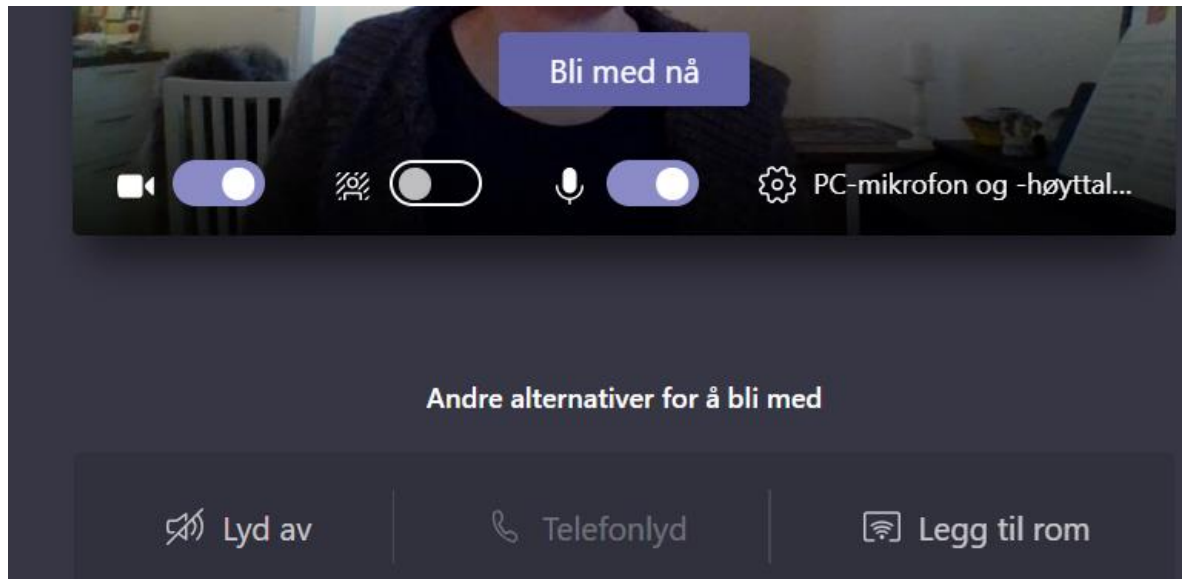 Bli med nå
PC-mikrofon og -høyttal...
Andre alternativer for å bli med
Lyd av
Telefonlyd
Legg til rom